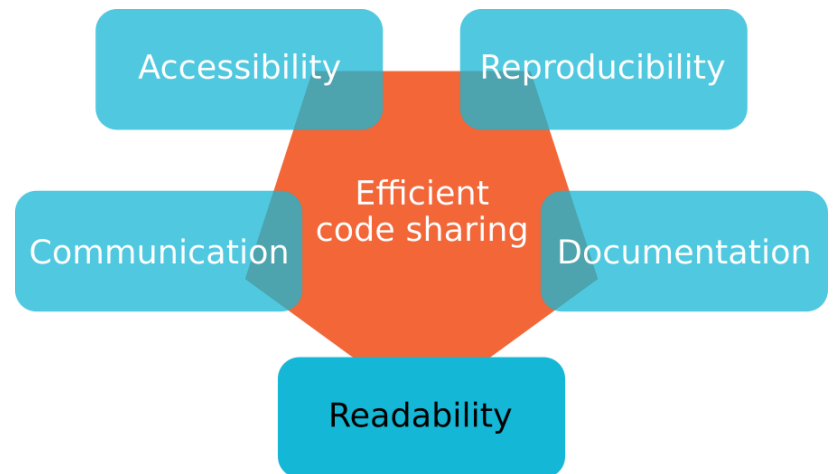 Accessibility
Reproducibility
Efficient
code sharing
Communication
Documentation
Readability